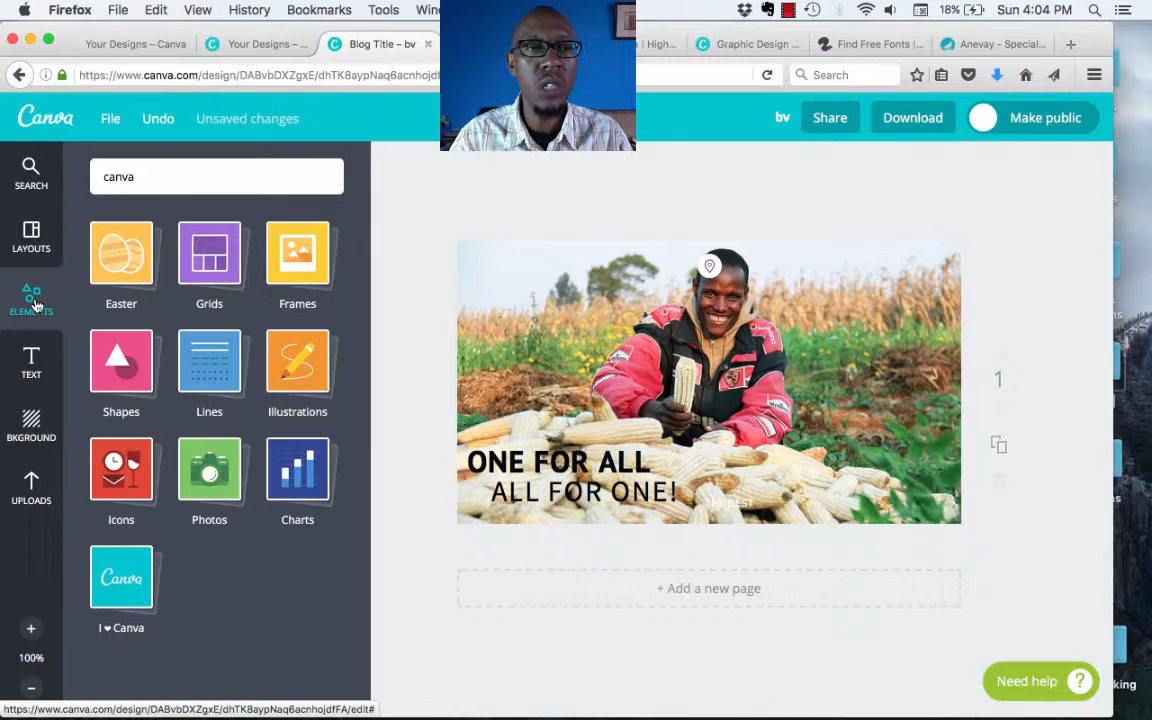 Firefox File Edit View History Bookmarks Tools 18% Sun 4:04 PM
Your Designs – Canva Your Designs – ... Blog Title – bv | High... Graphic Design ... Find Free Fonts |... Anevay - Special...
https://www.canva.com/design/DABvbDXZgxE/dhTK8aypNaq6acnhojdf Search
Canva File Undo Unsaved changes bv Share Download Make public
SEARCH
LAYOUTS
ELEMENTS
TEXT
BKGROUND
UPLOADS
100%
canva
Easter Grids Frames
Shapes Lines Illustrations
Icons Photos Charts
Canva
I ♥ Canva
ONE FOR ALL
ALL FOR ONE!
1
+ Add a new page
Need help ?
king
https://www.canva.com/design/DABvbDXZgxE/dhTK8aypNaq6acnhojdfFA/edit#